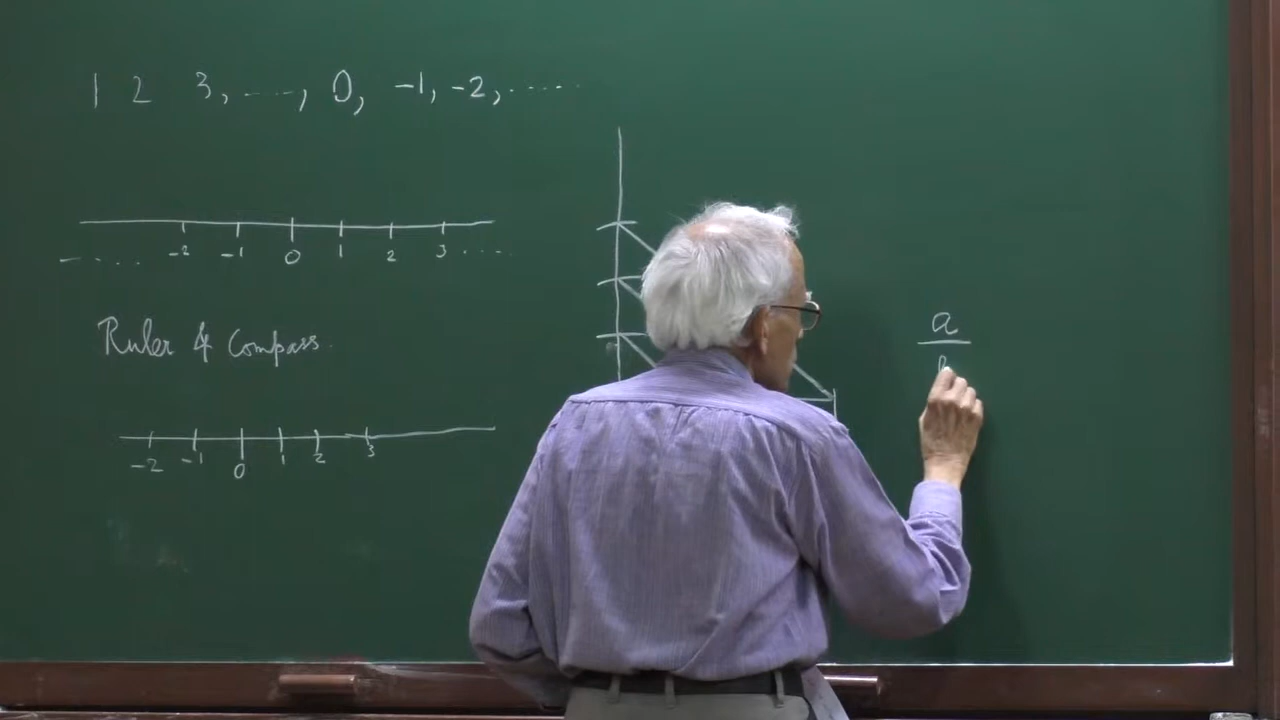 1 2 3, ...., 0, -1, -2, .....
-.... -2 -1 0 1 2 3 ....
Ruler & Compass.
-2 -1 0 1 2 3
a